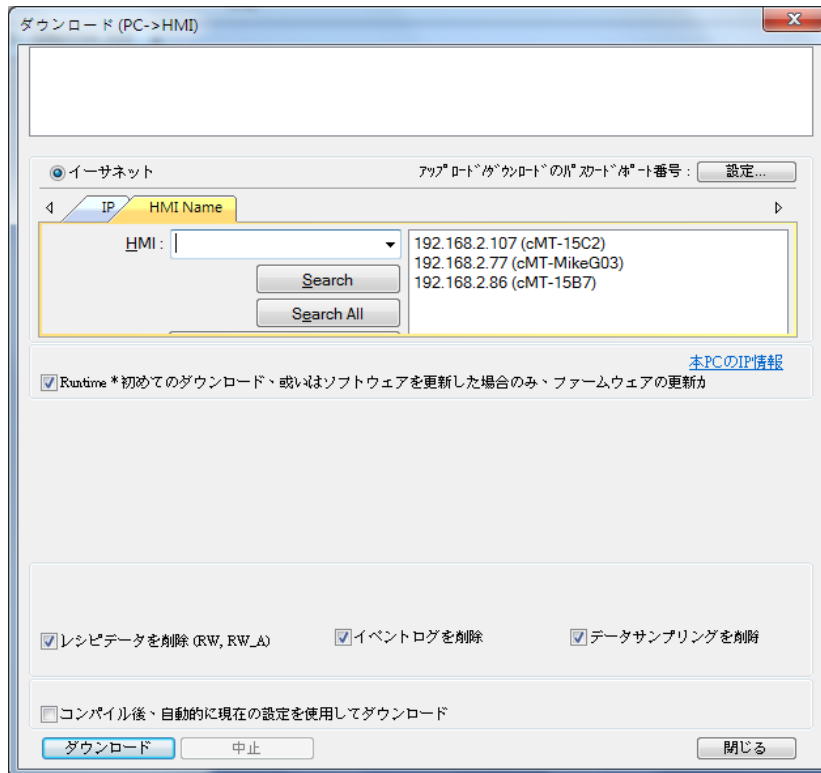 ダウンロード (PC->HMI)
イーサネット
アップロード/ダウンロードのパスワード/ポート番号 : 設定...
IP HMI Name
HMI :
Search
Search All
192.168.2.107 (cMT-15C2)
192.168.2.77 (cMT-MikeG03)
192.168.2.86 (cMT-15B7)
本PCのIP情報
Runtime *初めてのダウンロード、或いはソフトウェアを更新した場合のみ、ファームウェアの更新か
レシピデータを削除 (RW, RW_A)
イベントログを削除
データサンプリングを削除
コンパイル後、自動的に現在の設定を使用してダウンロード
ダウンロード 中止 閉じる